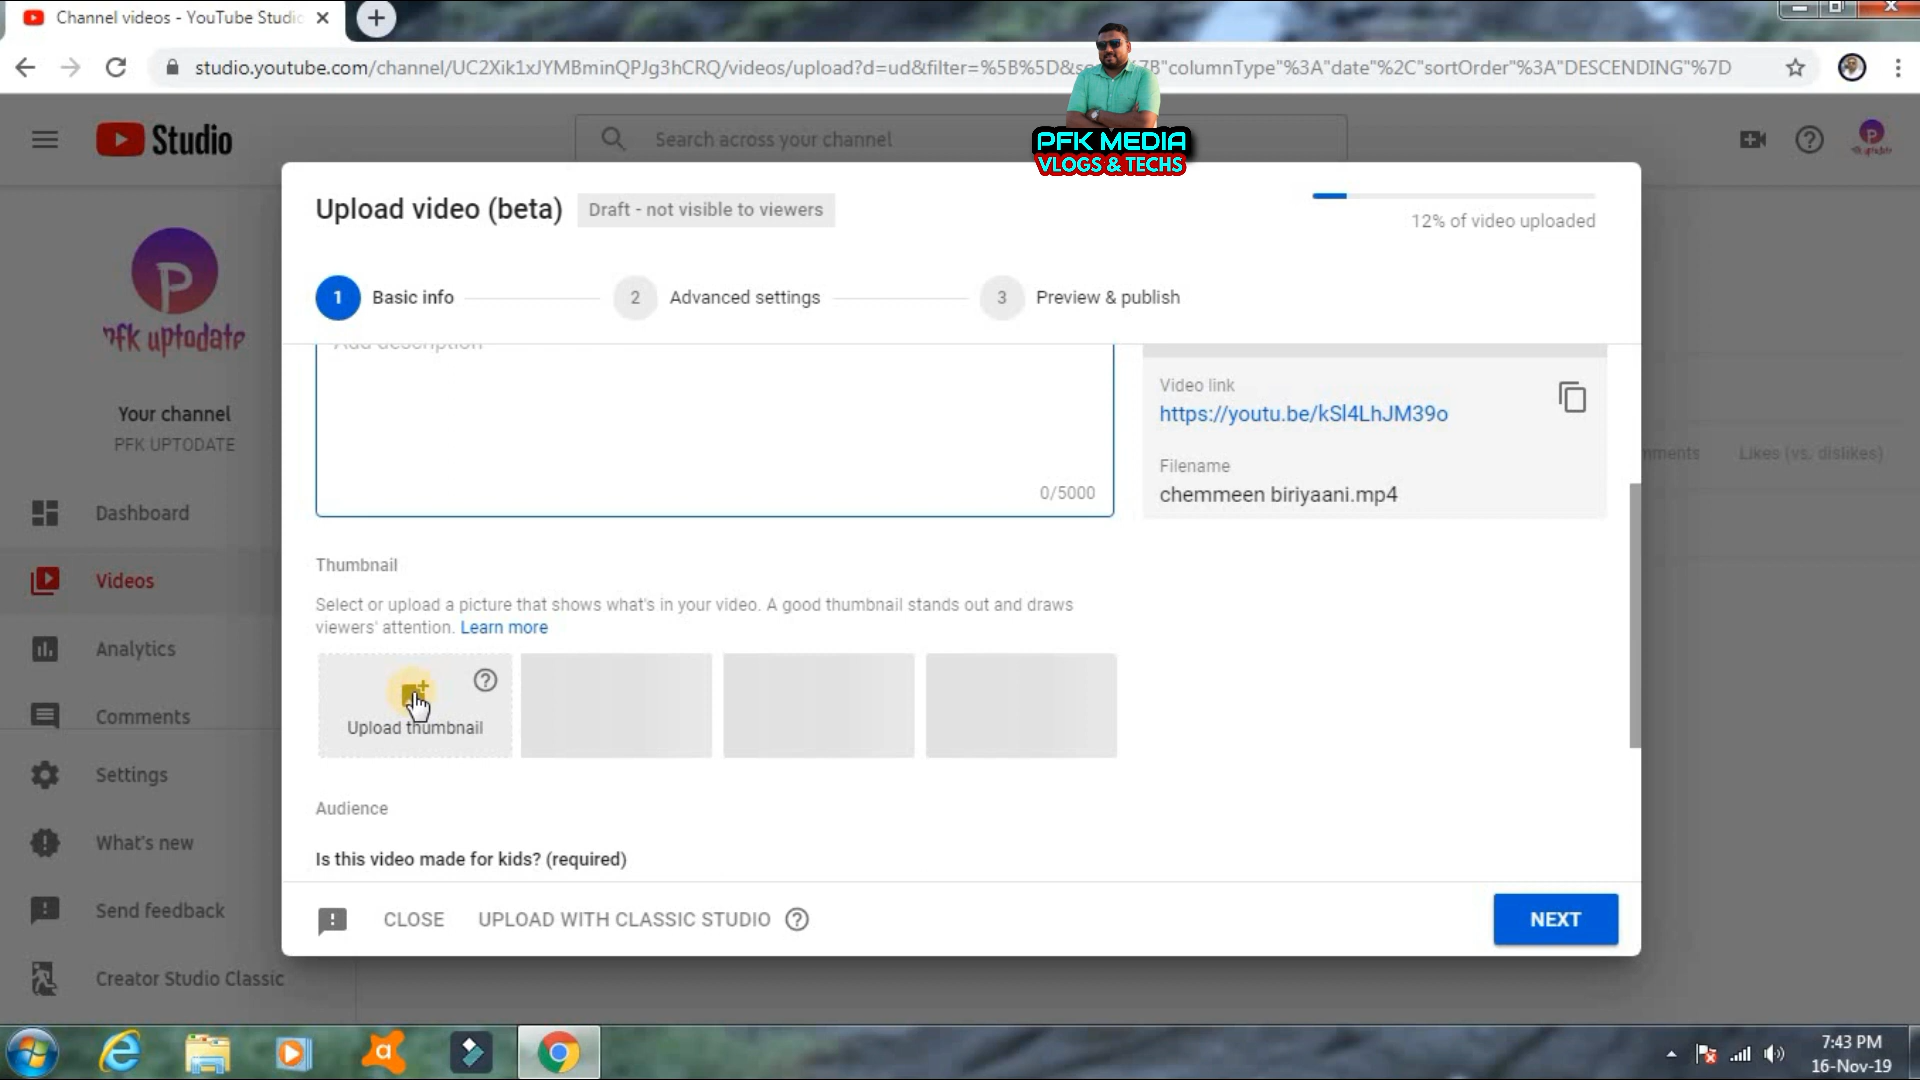 Channel videos - YouTube Studio
studio.youtube.com/channel/UC2Xik1xJYMBminQPJg3hCRQ/videos/upload?d=ud&filter=%5B%5D&so
7B"columnType"%3A"date"%2C"sortOrder"%3A"DESCENDING"%7D
Studio
Search across your channel
PFK MEDIA
VLOGS & TECHS
Upload video (beta)
Draft - not visible to viewers
12% of video uploaded
1 Basic info
2 Advanced settings
3 Preview & publish
P
pfk uptodate
Your channel
PFK UPTODATE
Dashboard
Videos
Analytics
Comments
Settings
What's new
Send feedback
Creator Studio Classic
Add description
0/5000
Video link
https://youtu.be/kSl4LhJM39o
Filename
chemmeen biriyaani.mp4
Likes (vs. dislikes)
Thumbnail
Select or upload a picture that shows what's in your video. A good thumbnail stands out and draws
viewers' attention. Learn more
Upload thumbnail
Audience
Is this video made for kids? (required)
CLOSE
UPLOAD WITH CLASSIC STUDIO
NEXT
7:43 PM
16-Nov-19